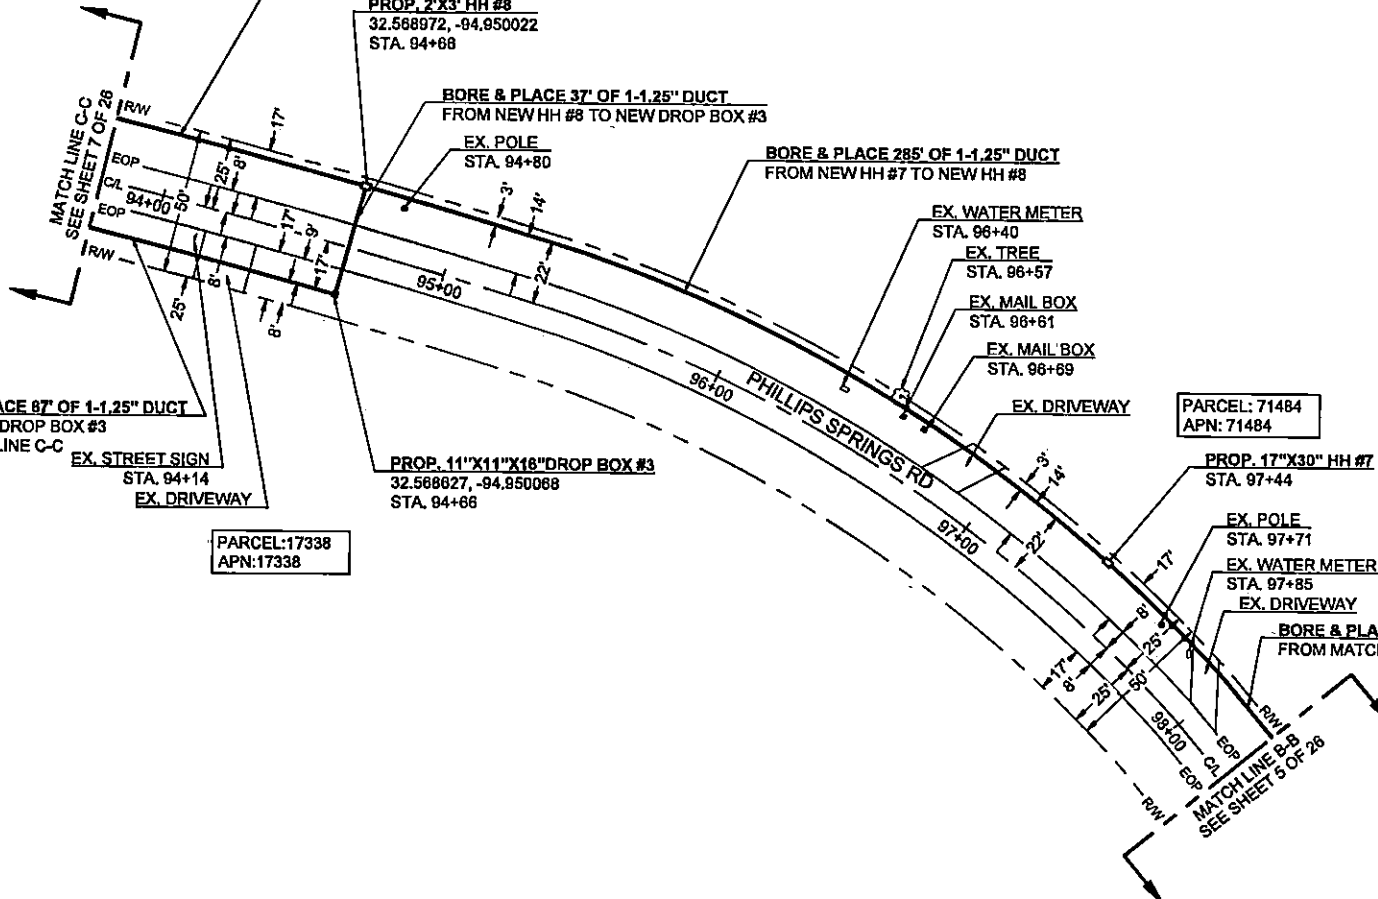 PROP. 2'X3' HH #8
32.568972, -94.950022
STA. 94+68
BORE & PLACE 37' OF 1-1.25" DUCT
FROM NEW HH #8 TO NEW DROP BOX #3
EX. POLE
STA. 94+80
BORE & PLACE 285' OF 1-1.25" DUCT
FROM NEW HH #7 TO NEW HH #8
EX. WATER METER
STA. 96+40
EX. TREE
STA. 96+57
EX. MAIL BOX
STA. 96+61
EX. MAIL BOX
STA. 96+69
EX. DRIVEWAY
PARCEL: 71484
APN: 71484
PROP. 17"X30" HH #7
STA. 97+44
EX. POLE
STA. 97+71
EX. WATER METER
STA. 97+85
EX. DRIVEWAY
BORE & PLA
FROM MATC
MATCH LINE C-C
SEE SHEET 7 OF 26
R/W
EOP
C/L
EOP
R/W
94+00
50'
25'
8'
17'
17'
9'
17'
25'
8'
8'
3'
14'
22'
95+00
96+00
PHILLIPS SPRINGS RD
97+00
3'
14'
22'
17'
8'
25'
50'
17'
8'
25'
98+00
R/W
EOP
C/L
EOP
R/W
MATCH LINE B-B
SEE SHEET 5 OF 26
ACE 87' OF 1-1.25" DUCT
DROP BOX #3
LINE C-C
EX. STREET SIGN
STA. 94+14
EX. DRIVEWAY
PROP. 11"X11"X16"DROP BOX #3
32.568627, -94.950068
STA. 94+66
PARCEL:17338
APN:17338